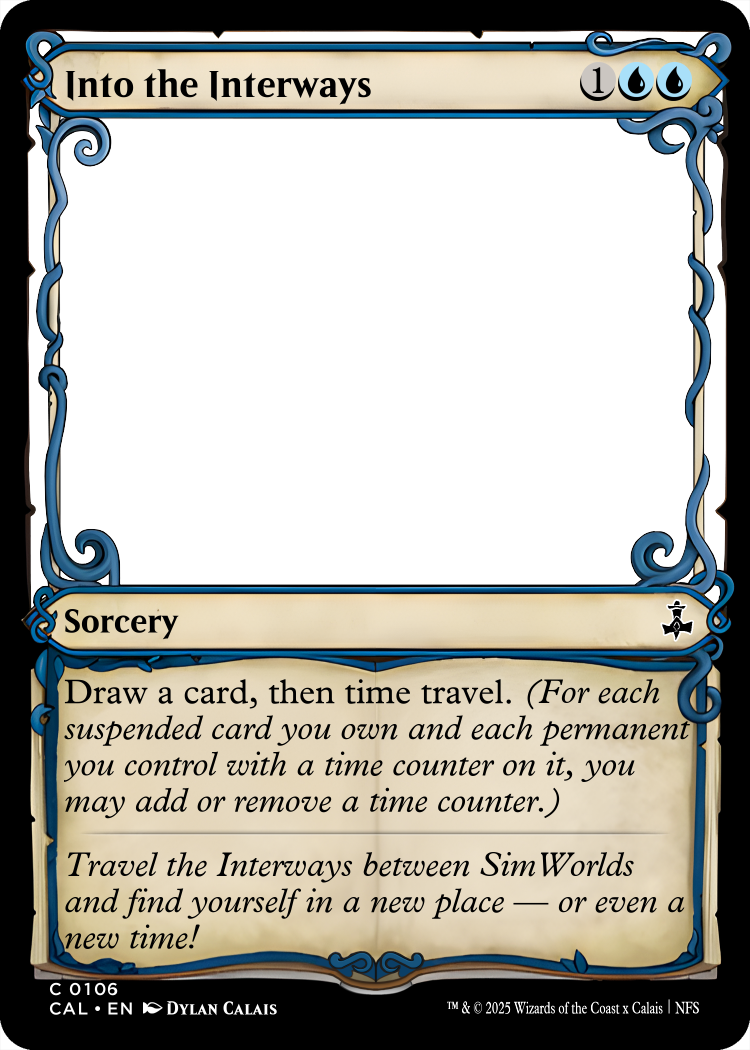 Into the Interways 1
Sorcery
Draw a card, then time travel. (For each
suspended card you own and each permanent
you control with a time counter on it, you
may add or remove a time counter.)
Travel the Interways between SimWorlds
and find yourself in a new place — or even a
new time!
C 0106
CAL • EN DYLAN CALAIS
™ & © 2025 Wizards of the Coast x Calais | NFS